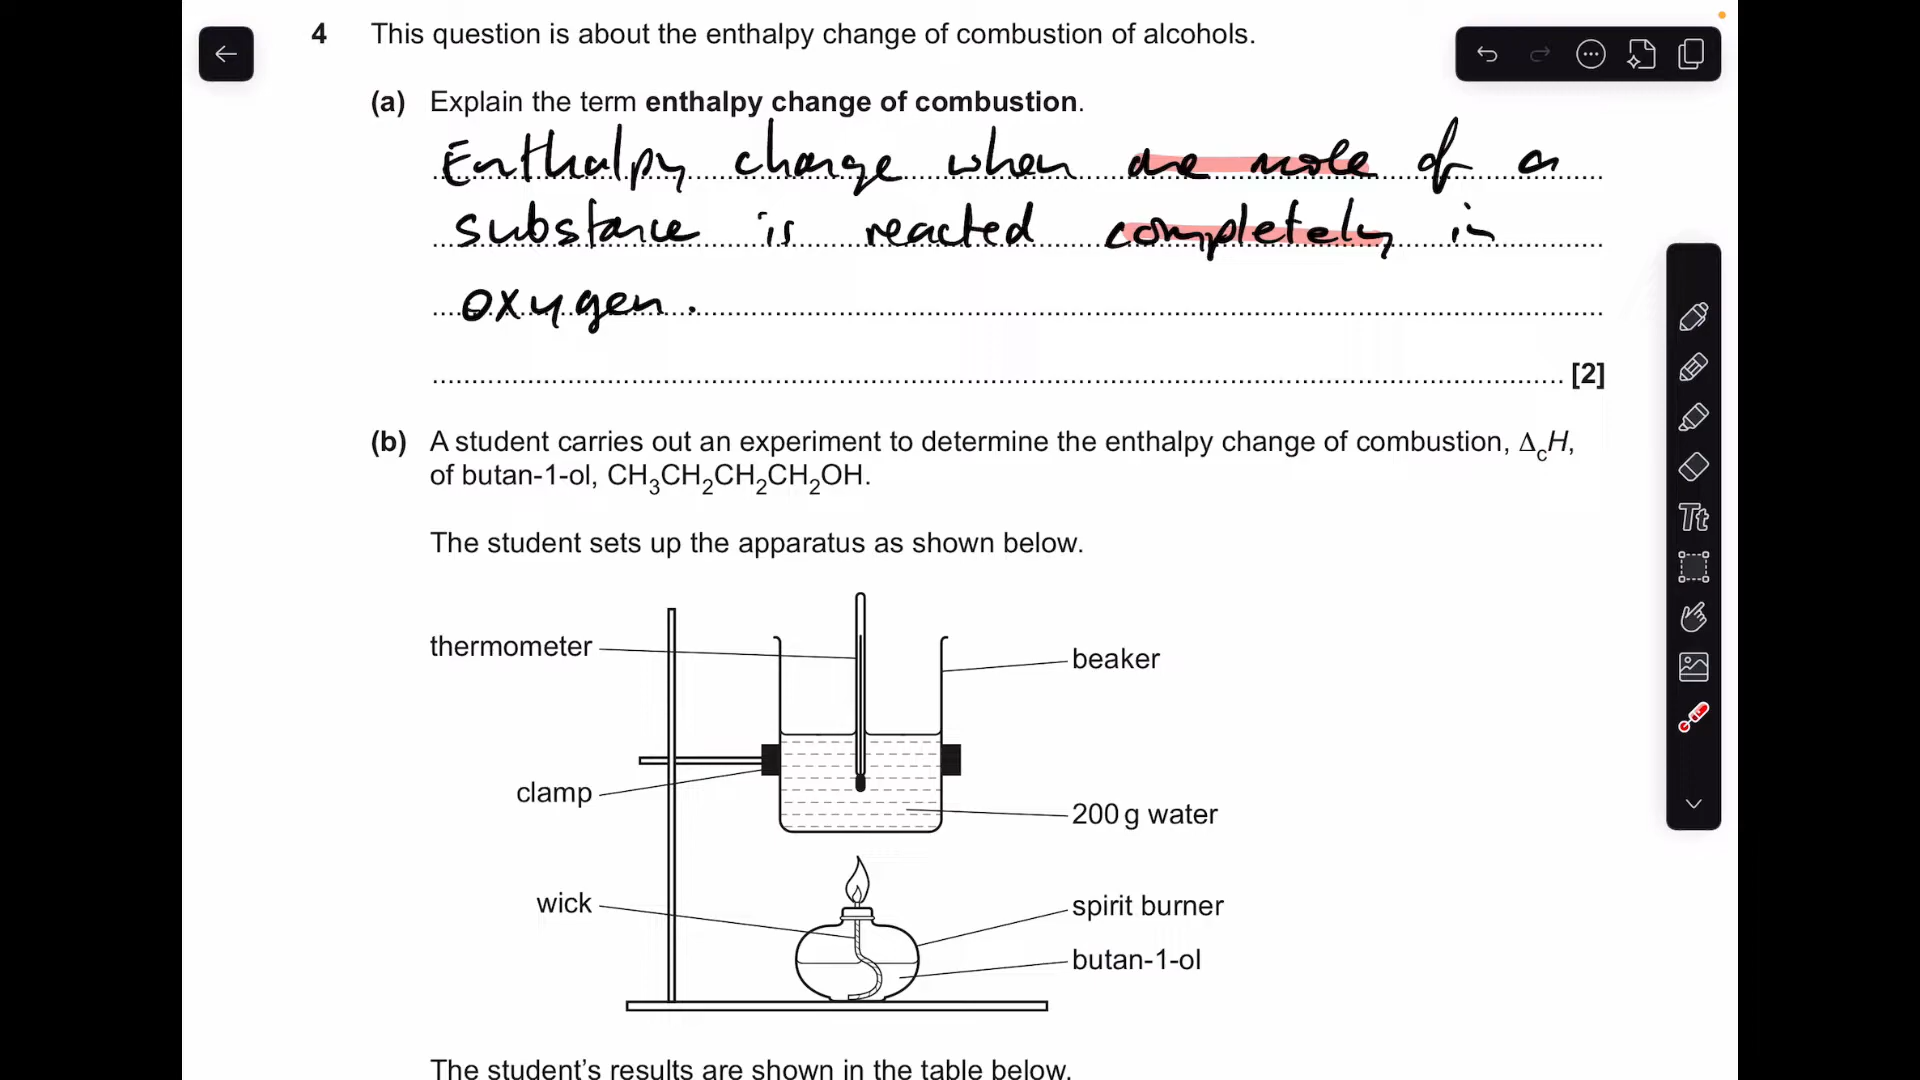 4 This question is about the enthalpy change of combustion of alcohols.
(a) Explain the term enthalpy change of combustion.
Enthalpy change when one mole of a
substance is reacted completely in
oxygen.
[2]
(b) A student carries out an experiment to determine the enthalpy change of combustion, ΔcH,
of butan-1-ol, CH₃CH₂CH₂CH₂OH.
The student sets up the apparatus as shown below.
thermometer
beaker
clamp
200 g water
wick
spirit burner
butan-1-ol
The student's results are shown in the table below.
Tt